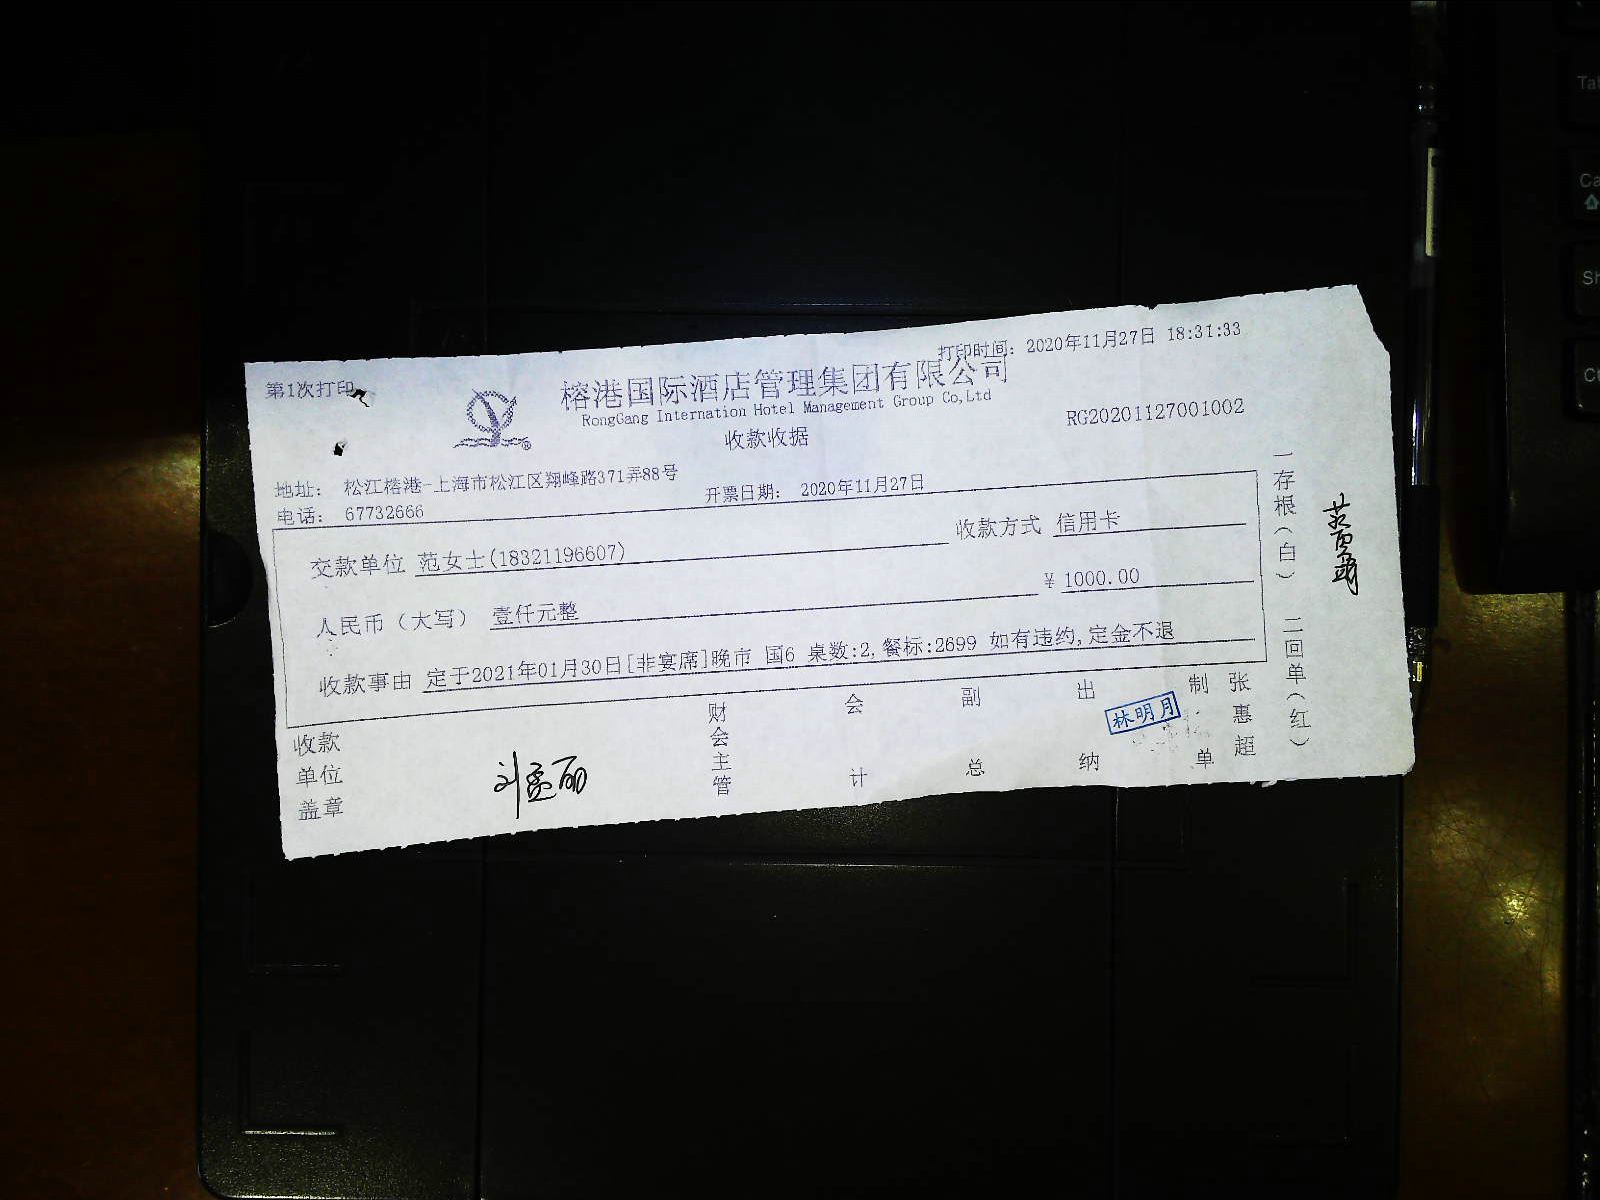 打印时间: 2020年11月27日 18:31:33
第1次打印
榕港国际酒店管理集团有限公司
RongGang Internation Hotel Management Group Co,Ltd
收款收据
RG20201127001002
地址: 松江榕港-上海市松江区翔峰路371弄88号
电话: 67732666
开票日期: 2020年11月27日
交款单位 范女士(18321196607) 收款方式 信用卡
人民币（大写） 壹仟元整 ¥ 1000.00
收款事由 定于2021年01月30日[非宴席]晚市 国6 桌数:2,餐标:2699 如有违约,定金不退
收款单位盖章
财会主管
会计
副总
出纳
林明月
制单
张惠超
一存根(白) 二回单(红)
Ta
Ca
Sh